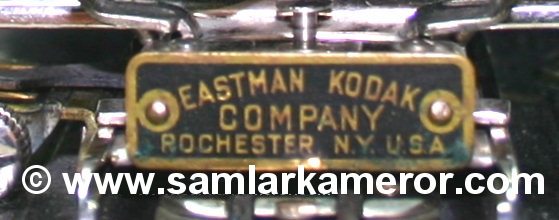 EASTMAN KODAK
COMPANY
ROCHESTER, N.Y. U.S.A.
© www.samlarkameror.com